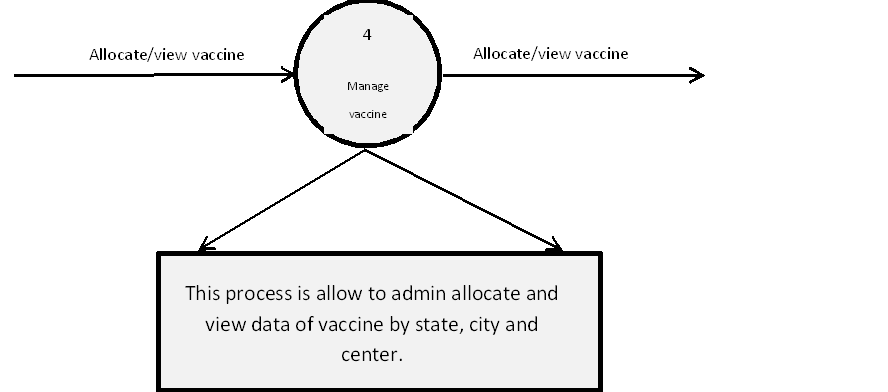 Allocate/view vaccine
4
Allocate/view vaccine
Manage
vaccine
This process is allow to admin allocate and
view data of vaccine by state, city and
center.